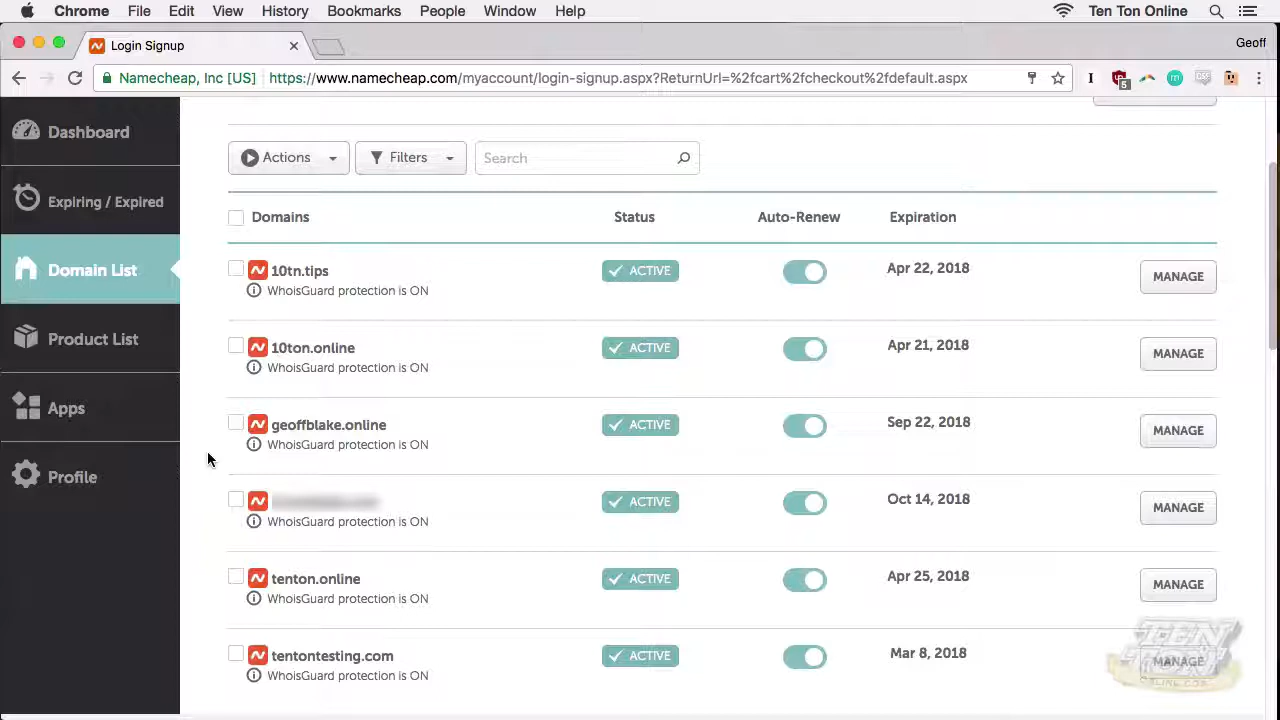 Chrome File Edit View History Bookmarks People Window Help Ten Ton Online
Login Signup Geoff
Namecheap, Inc [US] https://www.namecheap.com/myaccount/login-signup.aspx?ReturnUrl=%2fcart%2fcheckout%2fdefault.aspx
5
Dashboard
Expiring / Expired
Domain List
Product List
Apps
Profile
Actions Filters Search
Domains Status Auto-Renew Expiration
10tn.tips ACTIVE Apr 22, 2018 MANAGE
WhoisGuard protection is ON
10ton.online ACTIVE Apr 21, 2018 MANAGE
WhoisGuard protection is ON
geoffblake.online ACTIVE Sep 22, 2018 MANAGE
WhoisGuard protection is ON
ACTIVE Oct 14, 2018 MANAGE
WhoisGuard protection is ON
tenton.online ACTIVE Apr 25, 2018 MANAGE
WhoisGuard protection is ON
tentontesting.com ACTIVE Mar 8, 2018 MANAGE
WhoisGuard protection is ON
TEN
TON
ONLINE.COM